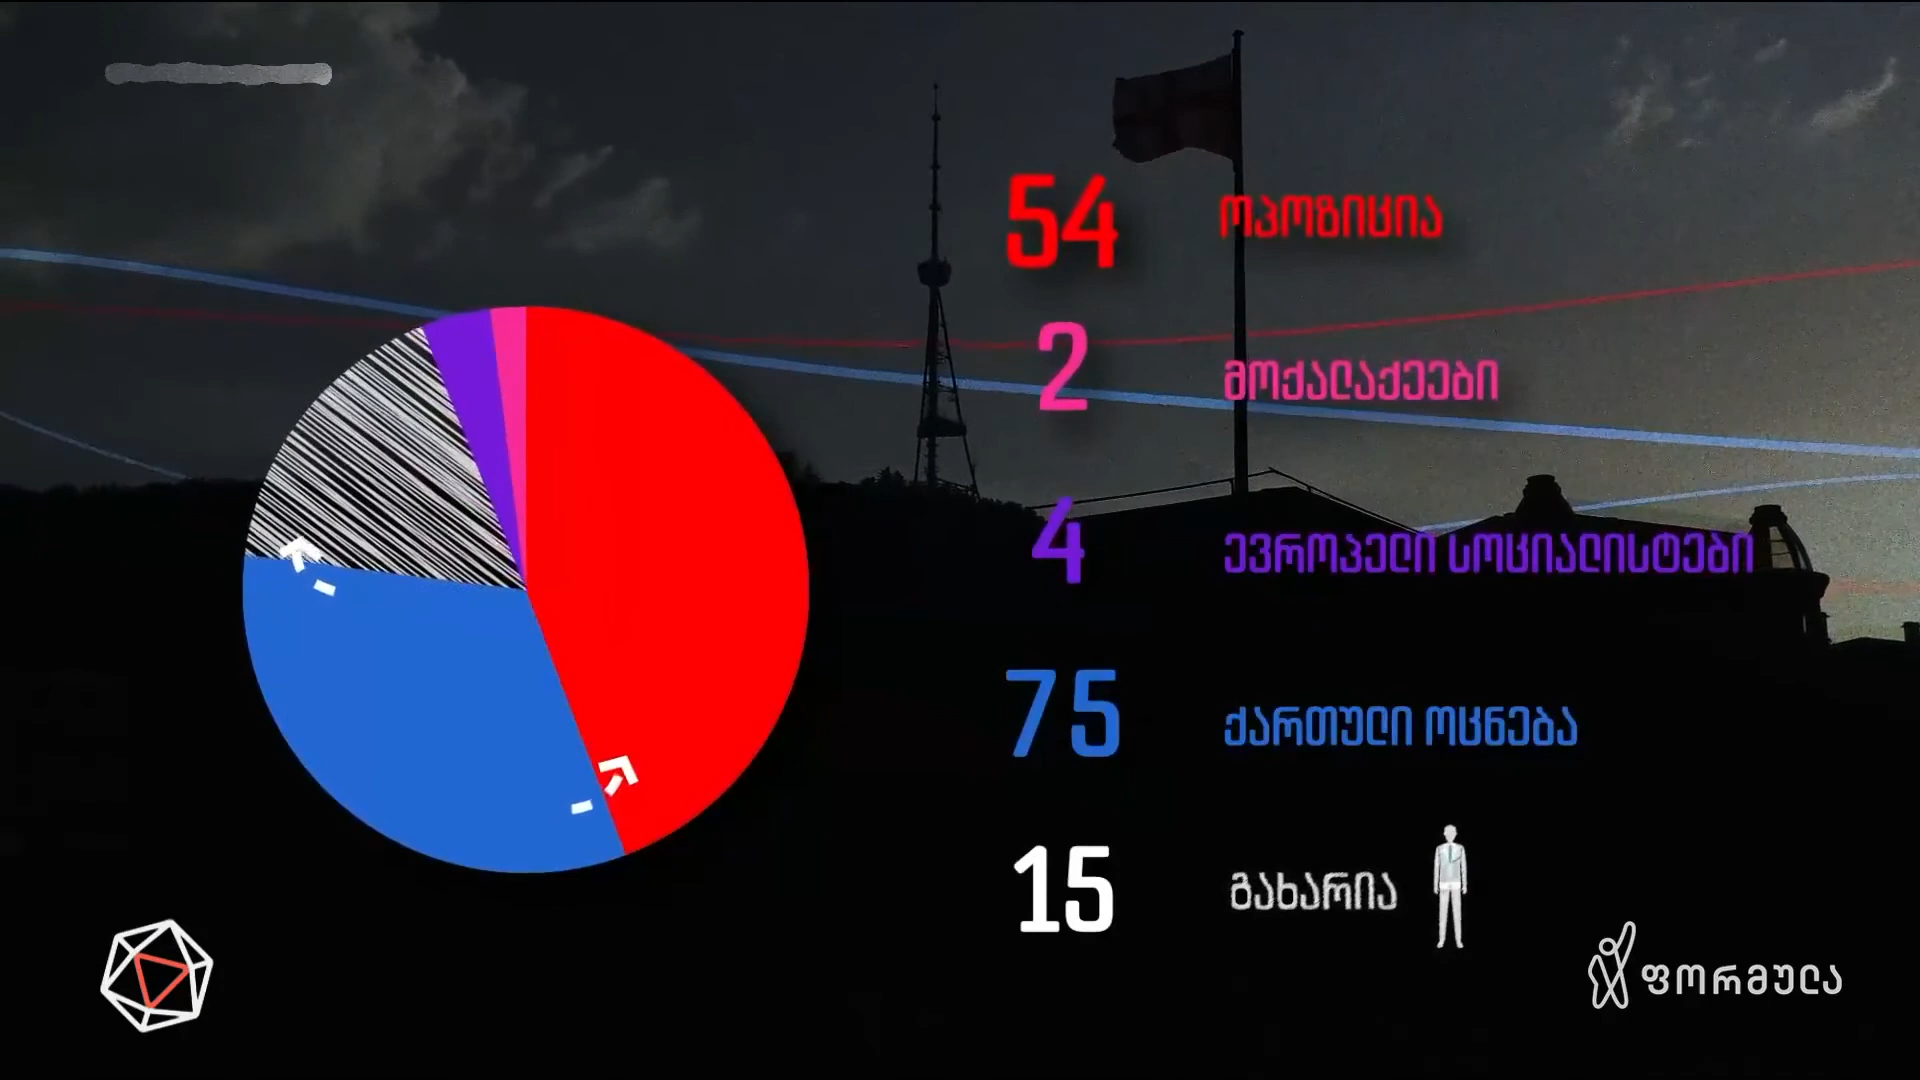 54 ოპოზიცია
2 მოქალაქეები
4 ევროპელი სოციალისტები
75 ქართული ოცნება
15 გახარია
ფორმულა